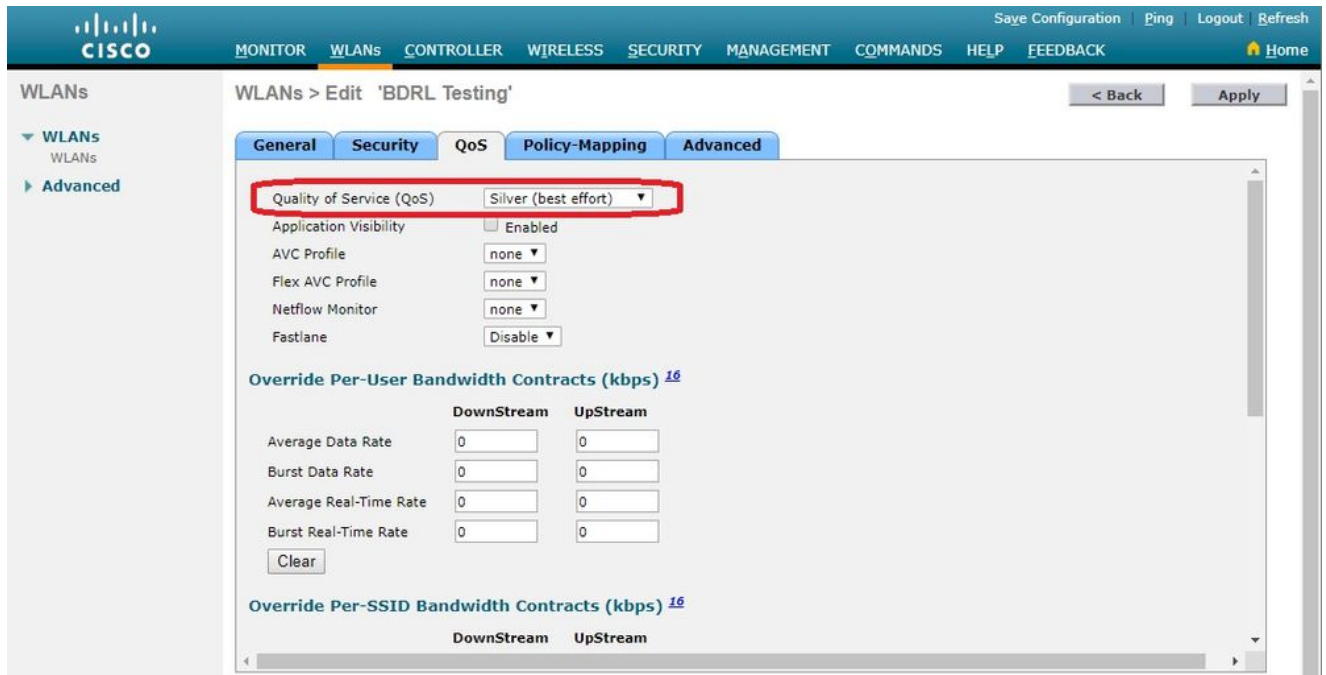 Save Configuration | Ping | Logout | Refresh
CISCO MONITOR WLANs CONTROLLER WIRELESS SECURITY MANAGEMENT COMMANDS HELP FEEDBACK Home
WLANs
WLANs > Edit 'BDRL Testing'
< Back
Apply
WLANs
WLANs
Advanced
General Security QoS Policy-Mapping Advanced
Quality of Service (QoS) Silver (best effort)
Application Visibility Enabled
AVC Profile none
Flex AVC Profile none
Netflow Monitor none
Fastlane Disable
Override Per-User Bandwidth Contracts (kbps) 16
DownStream UpStream
Average Data Rate 0 0
Burst Data Rate 0 0
Average Real-Time Rate 0 0
Burst Real-Time Rate 0 0
Clear
Override Per-SSID Bandwidth Contracts (kbps) 16
DownStream UpStream